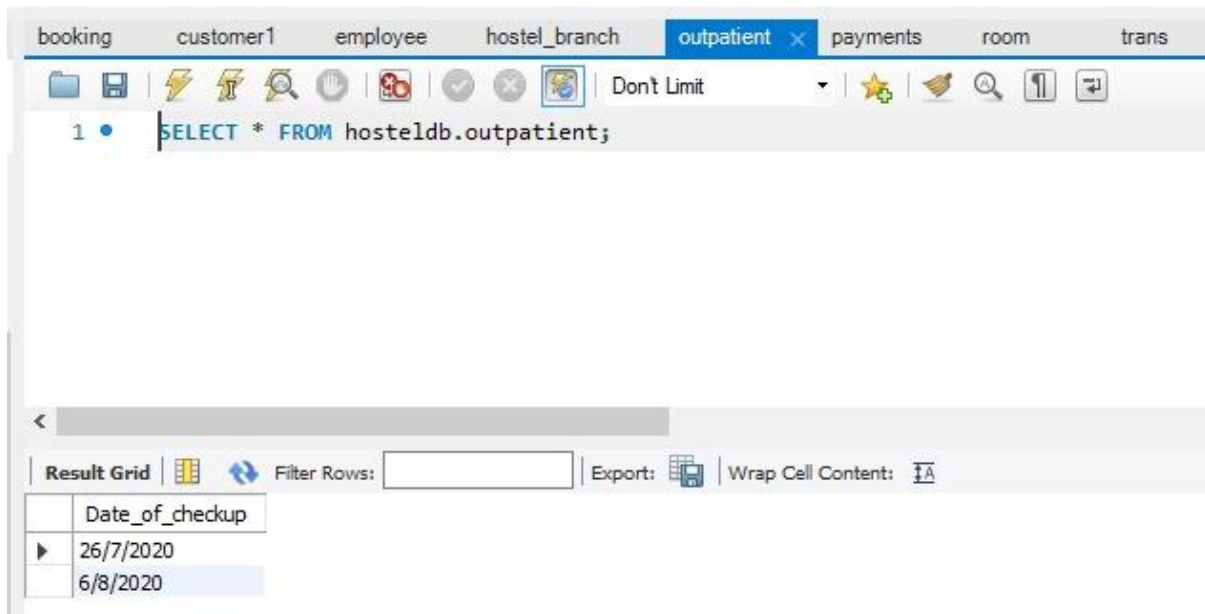 booking customer1 employee hostel_branch outpatient payments room trans
Don't Limit
1 SELECT * FROM hosteldb.outpatient;
Result Grid Filter Rows: Export: Wrap Cell Content:
Date_of_checkup
26/7/2020
6/8/2020